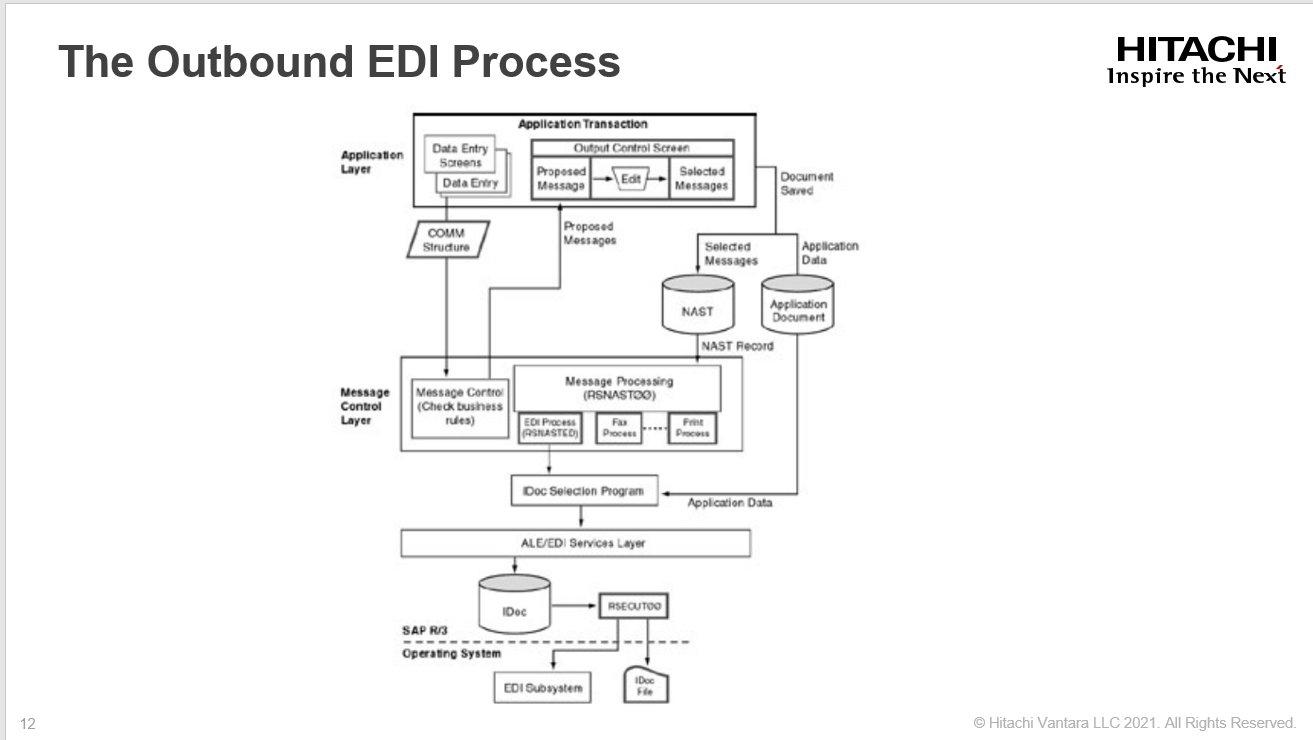 The Outbound EDI Process
HITACHI
Inspire the Next
Application Transaction
Application
Layer
Data Entry
Screens
Data Entry
Output Control Screen
Proposed
Message
Edit
Selected
Messages
Document
Saved
COMM
Structure
Proposed
Messages
Selected
Messages
Application
Data
NAST
Application
Document
NAST Record
Message
Control
Layer
Message Control
(Check business
rules)
Message Processing
(RSNAST00)
EDI Process
(RSNASTED)
Fax
Process
Print
Process
IDoc Selection Program
Application Data
ALE/EDI Services Layer
IDoc
RSEOUT00
SAP R/3
Operating System
EDI Subsystem
IDoc
File
12
© Hitachi Vantara LLC 2021. All Rights Reserved.